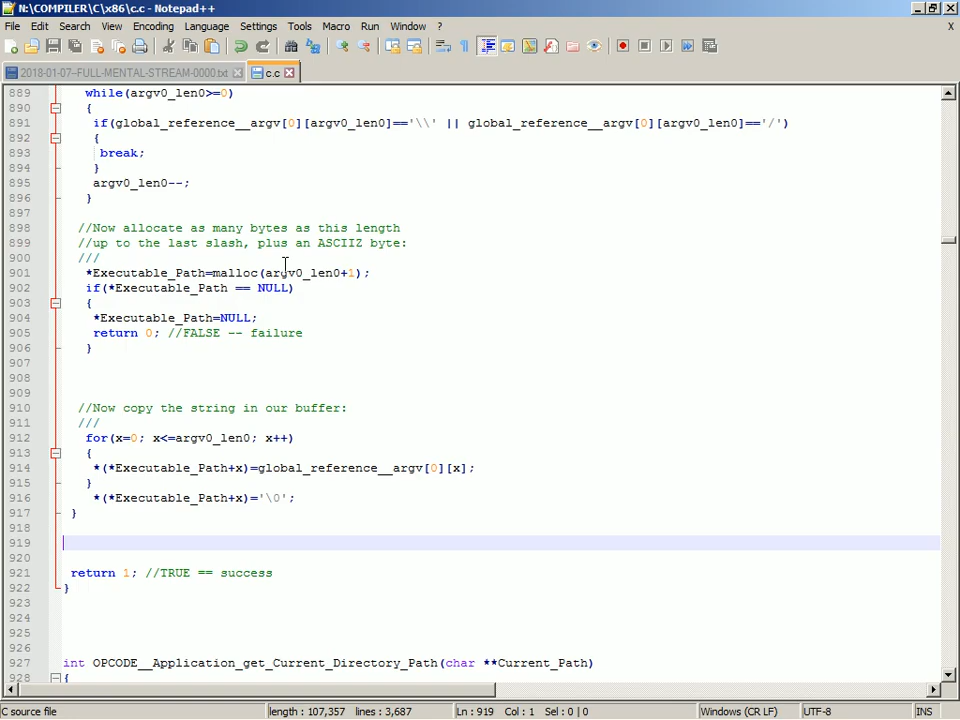 N:\COMPILER\C\x86\c.c - Notepad++
File Edit Search View Encoding Language Settings Tools Macro Run Window ? X
2018-01-07--FULL-MENTAL-STREAM-0000.txt c.c
889 while(argv0_len0>=0)
890 {
891 if(global_reference__argv[0][argv0_len0]=='\\' || global_reference__argv[0][argv0_len0]=='/')
892 {
893 break;
894 }
895 argv0_len0--;
896 }
897
898 //Now allocate as many bytes as this length
899 //up to the last slash, plus an ASCIIZ byte:
900 ///
901 *Executable_Path=malloc(argv0_len0+1);
902 if(*Executable_Path == NULL)
903 {
904 *Executable_Path=NULL;
905 return 0; //FALSE -- failure
906 }
907
908
909
910 //Now copy the string in our buffer:
911 ///
912 for(x=0; x<=argv0_len0; x++)
913 {
914 *(*Executable_Path+x)=global_reference__argv[0][x];
915 }
916 *(*Executable_Path+x)='\0';
917 }
918
919
920
921 return 1; //TRUE == success
922 }
923
924
925
926
927 int OPCODE__Application_get_Current_Directory_Path(char **Current_Path)
928 {
C source file length : 107,357 lines : 3,687 Ln : 919 Col : 1 Sel : 0 | 0 Windows (CR LF) UTF-8 INS